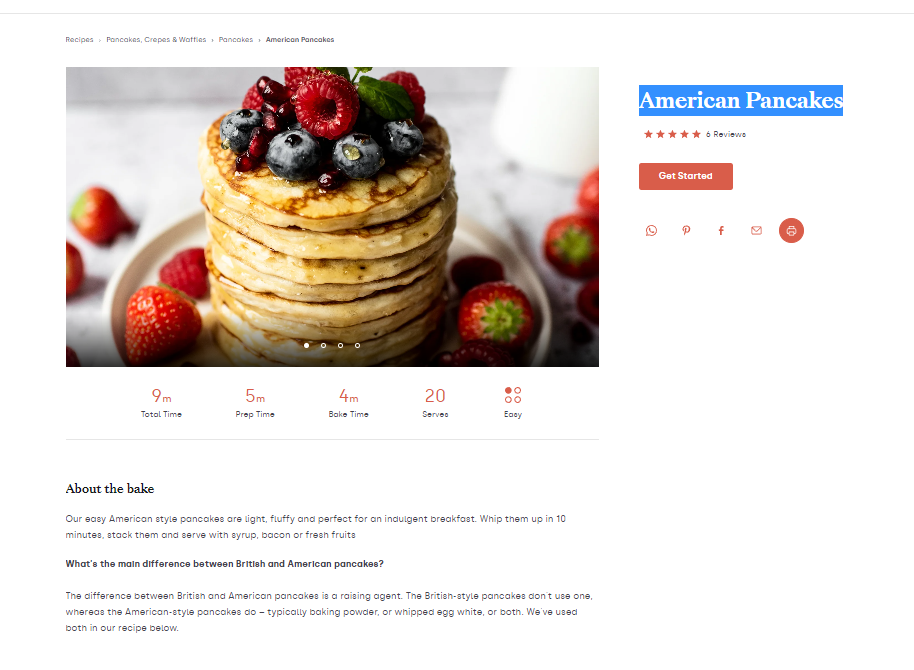 Recipes › Pancakes, Crepes & Waffles › Pancakes › American Pancakes
American Pancakes
6 Reviews
Get Started
9m
Total Time
5m
Prep Time
4m
Bake Time
20
Serves
Easy
About the bake
Our easy American style pancakes are light, fluffy and perfect for an indulgent breakfast. Whip them up in 10
minutes, stack them and serve with syrup, bacon or fresh fruits
What's the main difference between British and American pancakes?
The difference between British and American pancakes is a raising agent. The British-style pancakes don't use one,
whereas the American-style pancakes do – typically baking powder, or whipped egg white, or both. We've used
both in our recipe below.